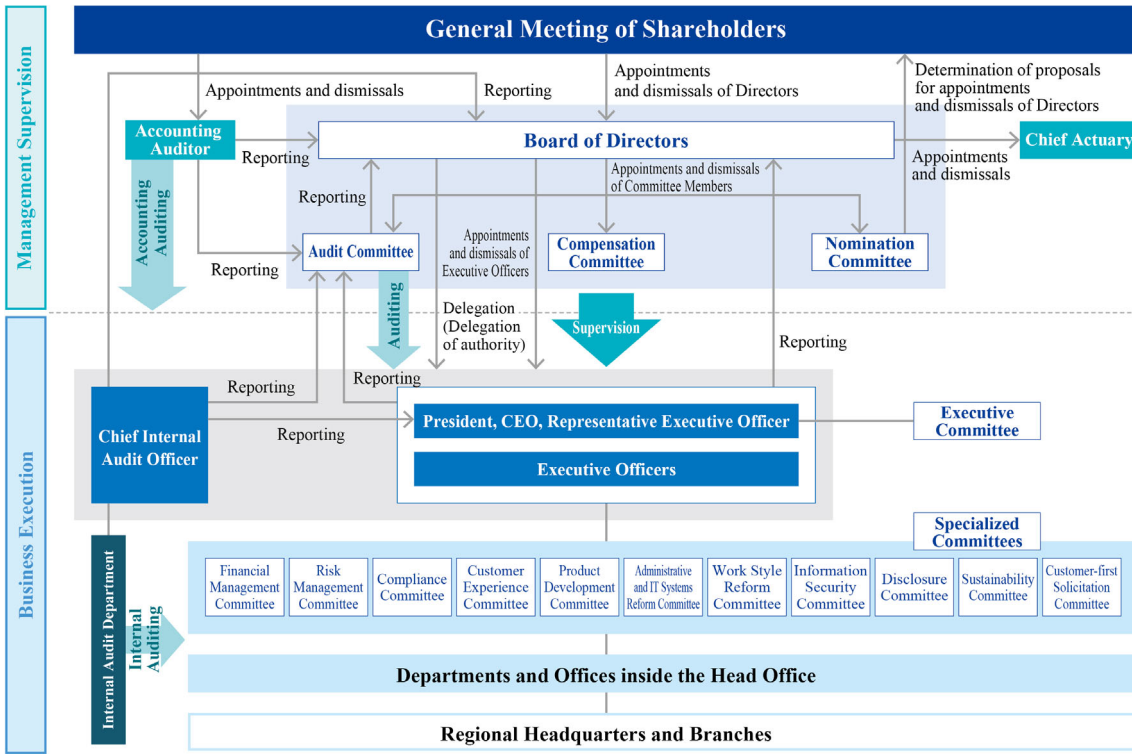 General Meeting of Shareholders
Management Supervision
Appointments and dismissals
Reporting
Appointments
and dismissals of Directors
Determination of proposals
for appointments
and dismissals of Directors
Accounting
Auditor
Reporting
Board of Directors
Chief Actuary
Appointments
and dismissals
Accounting
Auditing
Reporting
Appointments and dismissals
of Committee Members
Reporting
Audit Committee
Appointments
and dismissals of
Executive Officers
Compensation
Committee
Nomination
Committee
Auditing
Delegation
(Delegation
of authority)
Supervision
Reporting
Business Execution
Reporting
Reporting
Chief Internal
Audit Officer
Reporting
President, CEO, Representative Executive Officer
Executive Officers
Executive
Committee
Specialized
Committees
Internal Audit Department
Internal
Auditing
Financial
Management
Committee
Risk
Management
Committee
Compliance
Committee
Customer
Experience
Committee
Product
Development
Committee
Administrative
and IT Systems
Reform Committee
Work Style
Reform
Committee
Information
Security
Committee
Disclosure
Committee
Sustainability
Committee
Customer-first
Solicitation
Committee
Departments and Offices inside the Head Office
Regional Headquarters and Branches